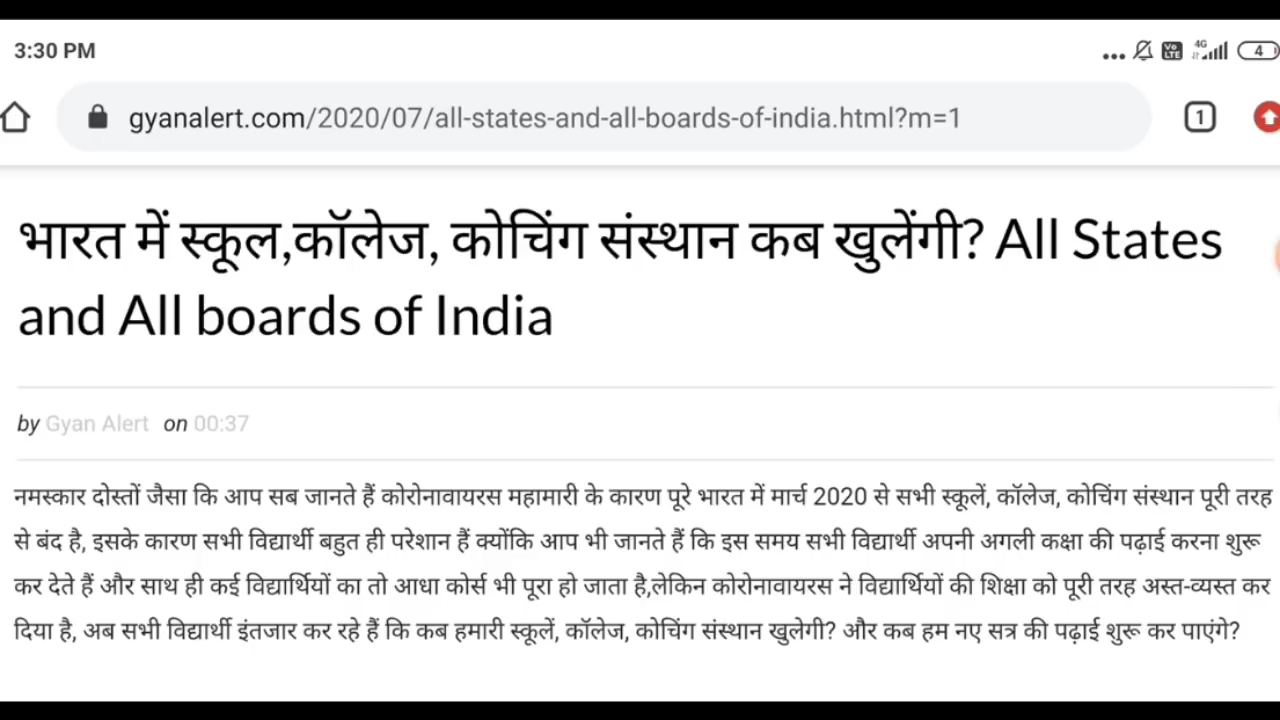 3:30 PM
Vo LTE 4G 4
gyanalert.com/2020/07/all-states-and-all-boards-of-india.html?m=1 1
भारत में स्कूल,कॉलेज, कोचिंग संस्थान कब खुलेंगी? All States
and All boards of India
by Gyan Alert on 00:37
नमस्कार दोस्तों जैसा कि आप सब जानते हैं कोरोनावायरस महामारी के कारण पूरे भारत में मार्च 2020 से सभी स्कूलें, कॉलेज, कोचिंग संस्थान पूरी तरह
से बंद है, इसके कारण सभी विद्यार्थी बहुत ही परेशान हैं क्योंकि आप भी जानते हैं कि इस समय सभी विद्यार्थी अपनी अगली कक्षा की पढ़ाई करना शुरू
कर देते हैं और साथ ही कई विद्यार्थियों का तो आधा कोर्स भी पूरा हो जाता है,लेकिन कोरोनावायरस ने विद्यार्थियों की शिक्षा को पूरी तरह अस्त-व्यस्त कर
दिया है, अब सभी विद्यार्थी इंतजार कर रहे हैं कि कब हमारी स्कूलें, कॉलेज, कोचिंग संस्थान खुलेगी? और कब हम नए सत्र की पढ़ाई शुरू कर पाएंगे?